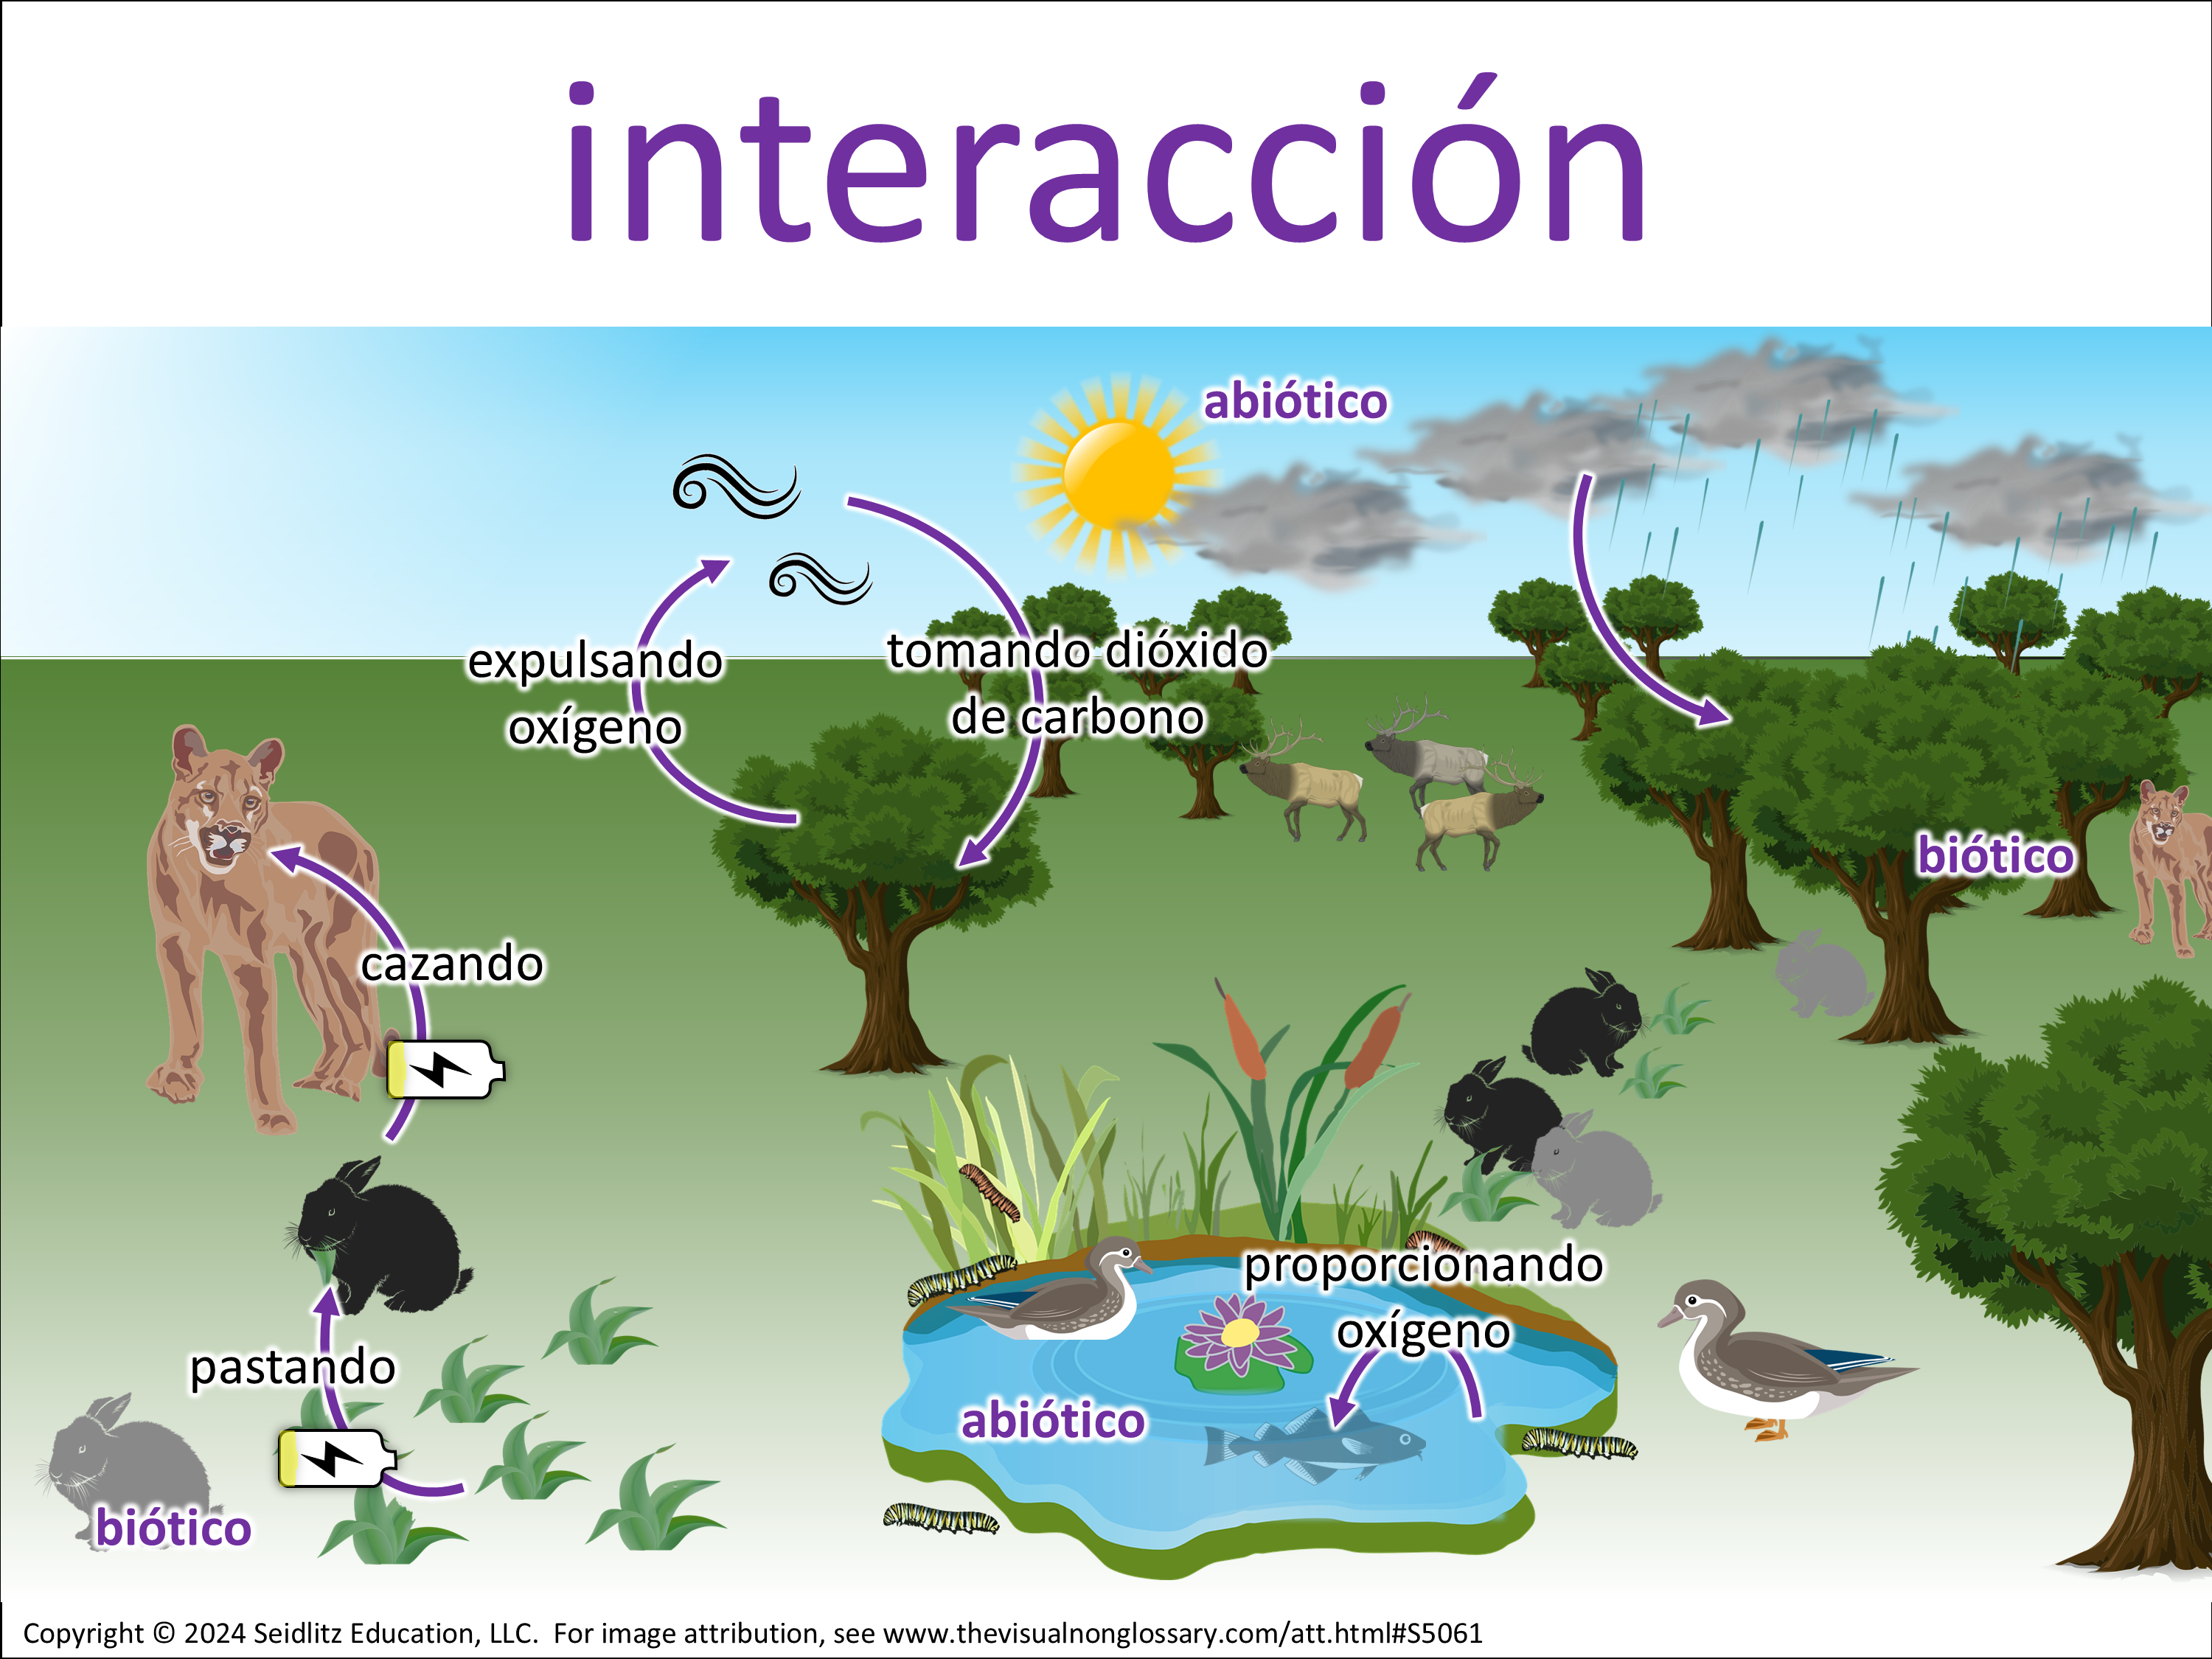 interacción
abiótico
expulsando
oxígeno
tomando dióxido
de carbono
biótico
cazando
proporcionando
oxígeno
pastando
abiótico
biótico
Copyright © 2024 Seidlitz Education, LLC.  For image attribution, see www.thevisualnonglossary.com/att.html#S5061